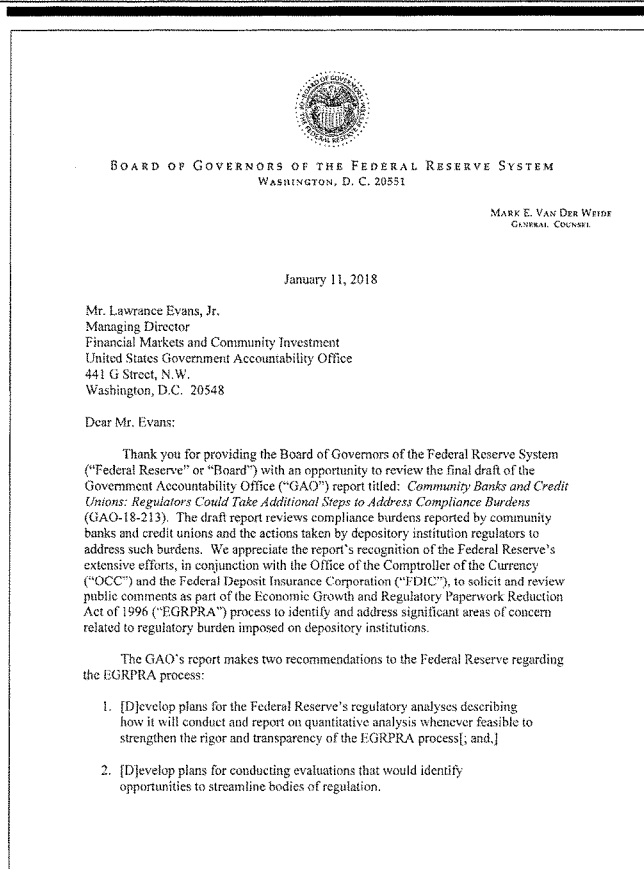 BOARD OF GOVERNORS OF THE FEDERAL RESERVE SYSTEM
WASHINGTON, D. C. 20551
MARK E. VAN DER WEIDE
GENERAL COUNSEL
January 11, 2018
Mr. Lawrance Evans, Jr.
Managing Director
Financial Markets and Community Investment
United States Government Accountability Office
441 G Street, N.W.
Washington, D.C. 20548
Dear Mr. Evans:
Thank you for providing the Board of Governors of the Federal Reserve System
("Federal Reserve" or "Board") with an opportunity to review the final draft of the
Government Accountability Office ("GAO") report titled: Community Banks and Credit
Unions: Regulators Could Take Additional Steps to Address Compliance Burdens
(GAO-18-213). The draft report reviews compliance burdens reported by community
banks and credit unions and the actions taken by depository institution regulators to
address such burdens. We appreciate the report's recognition of the Federal Reserve's
extensive efforts, in conjunction with the Office of the Comptroller of the Currency
("OCC") and the Federal Deposit Insurance Corporation ("FDIC"), to solicit and review
public comments as part of the Economic Growth and Regulatory Paperwork Reduction
Act of 1996 ("EGRPRA") process to identify and address significant areas of concern
related to regulatory burden imposed on depository institutions.
The GAO's report makes two recommendations to the Federal Reserve regarding
the EGRPRA process:
1. [D]evelop plans for the Federal Reserve's regulatory analyses describing
how it will conduct and report on quantitative analysis whenever feasible to
strengthen the rigor and transparency of the EGRPRA process[; and,]
2. [D]evelop plans for conducting evaluations that would identify
opportunities to streamline bodies of regulation.